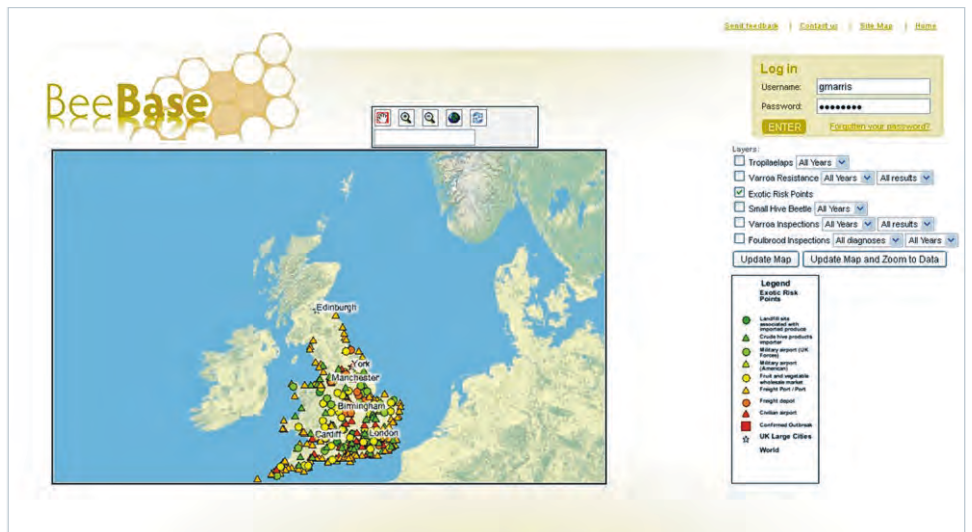 Send feedback | Contact us | Site Map | Home
BeeBase
Log in
Username: gmarris
Password: ••••••••
ENTER Forgotten your password?
Layers:
Tropilaelaps All Years
Varroa Resistance All Years All results
Exotic Risk Points
Small Hive Beetle All Years
Varroa Inspections All Years All results
Foulbrood Inspections All diagnoses All Years
Update Map Update Map and Zoom to Data
Edinburgh
York
Manchester
Birmingham
Cardiff
London
Legend
Exotic Risk
Points
Landfill site
associated with
imported produce
Crude hive products
importer
Military airport (UK
Forces)
Military airport
(American)
Fruit and vegetable
wholesale market
Freight Port / Port
Freight depot
Civilian airport
Confirmed Outbreak
UK Large Cities
World